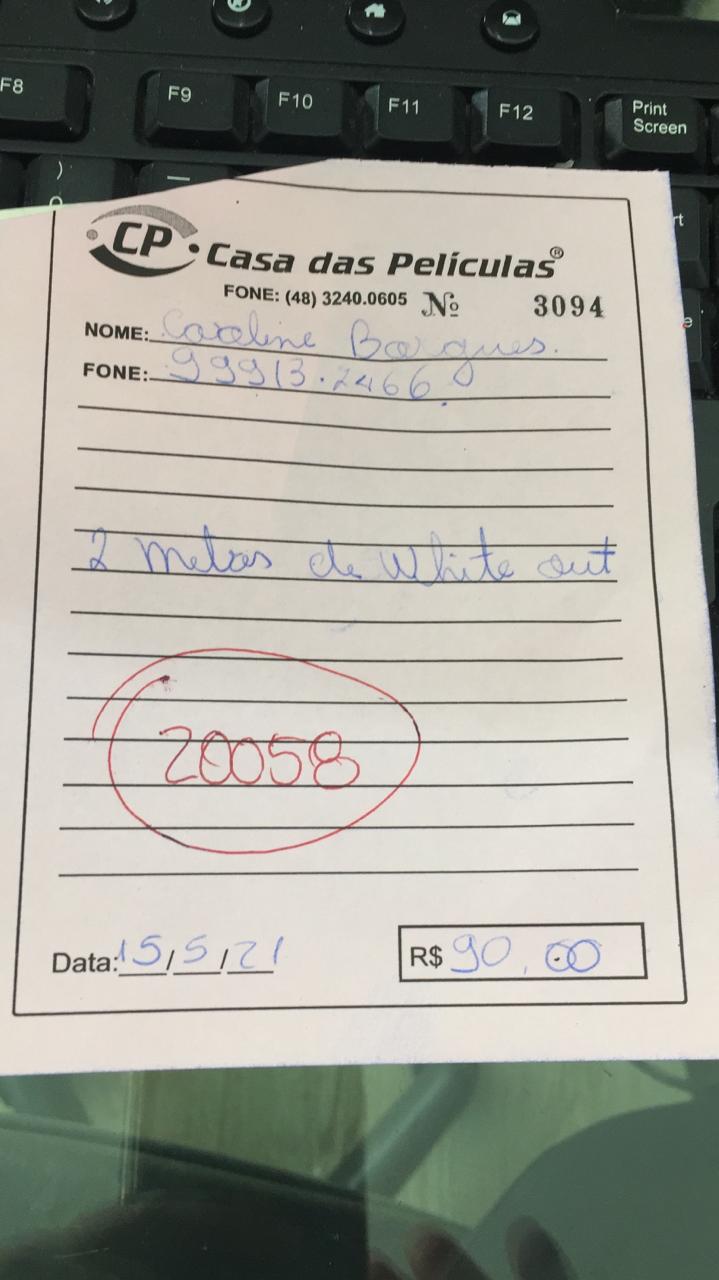 F8 F9 F10 F11 F12 Print Screen
)
CP Casa das Películas®
FONE: (48) 3240.0605 Nº 3094
NOME: Caroline Borgues.
FONE: 99913.2466
2 metros de White out
20058
Data: 15/5/21 R$ 90,00